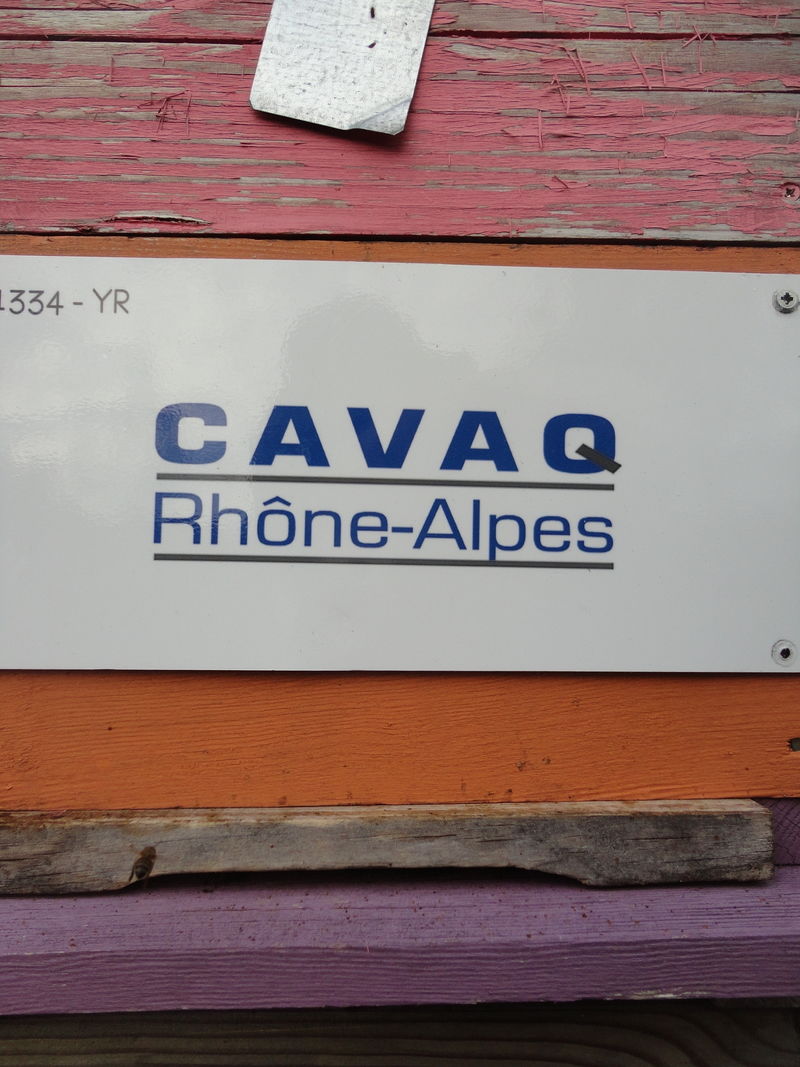 1334 - YR
CAVAQ
Rhône-Alpes